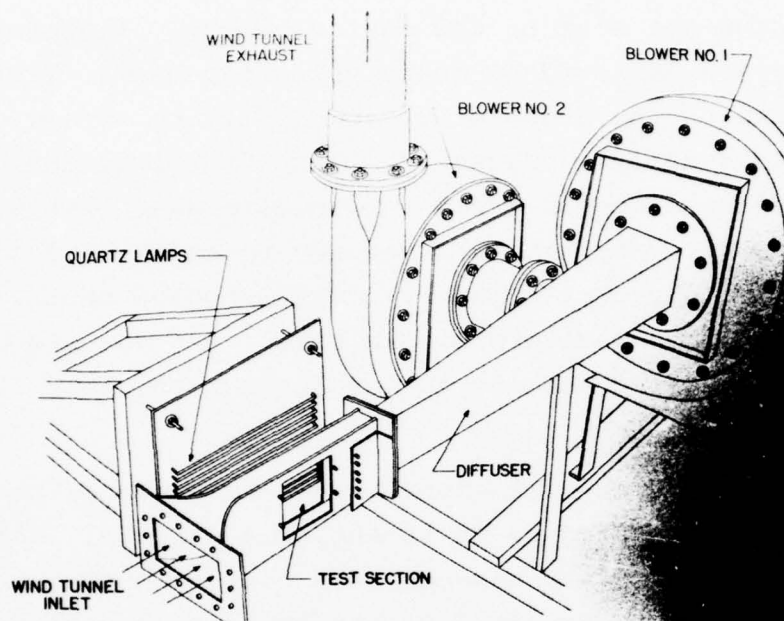 WIND TUNNEL
EXHAUST
BLOWER NO. 1
BLOWER NO. 2
QUARTZ LAMPS
DIFFUSER
TEST SECTION
WIND TUNNEL
INLET